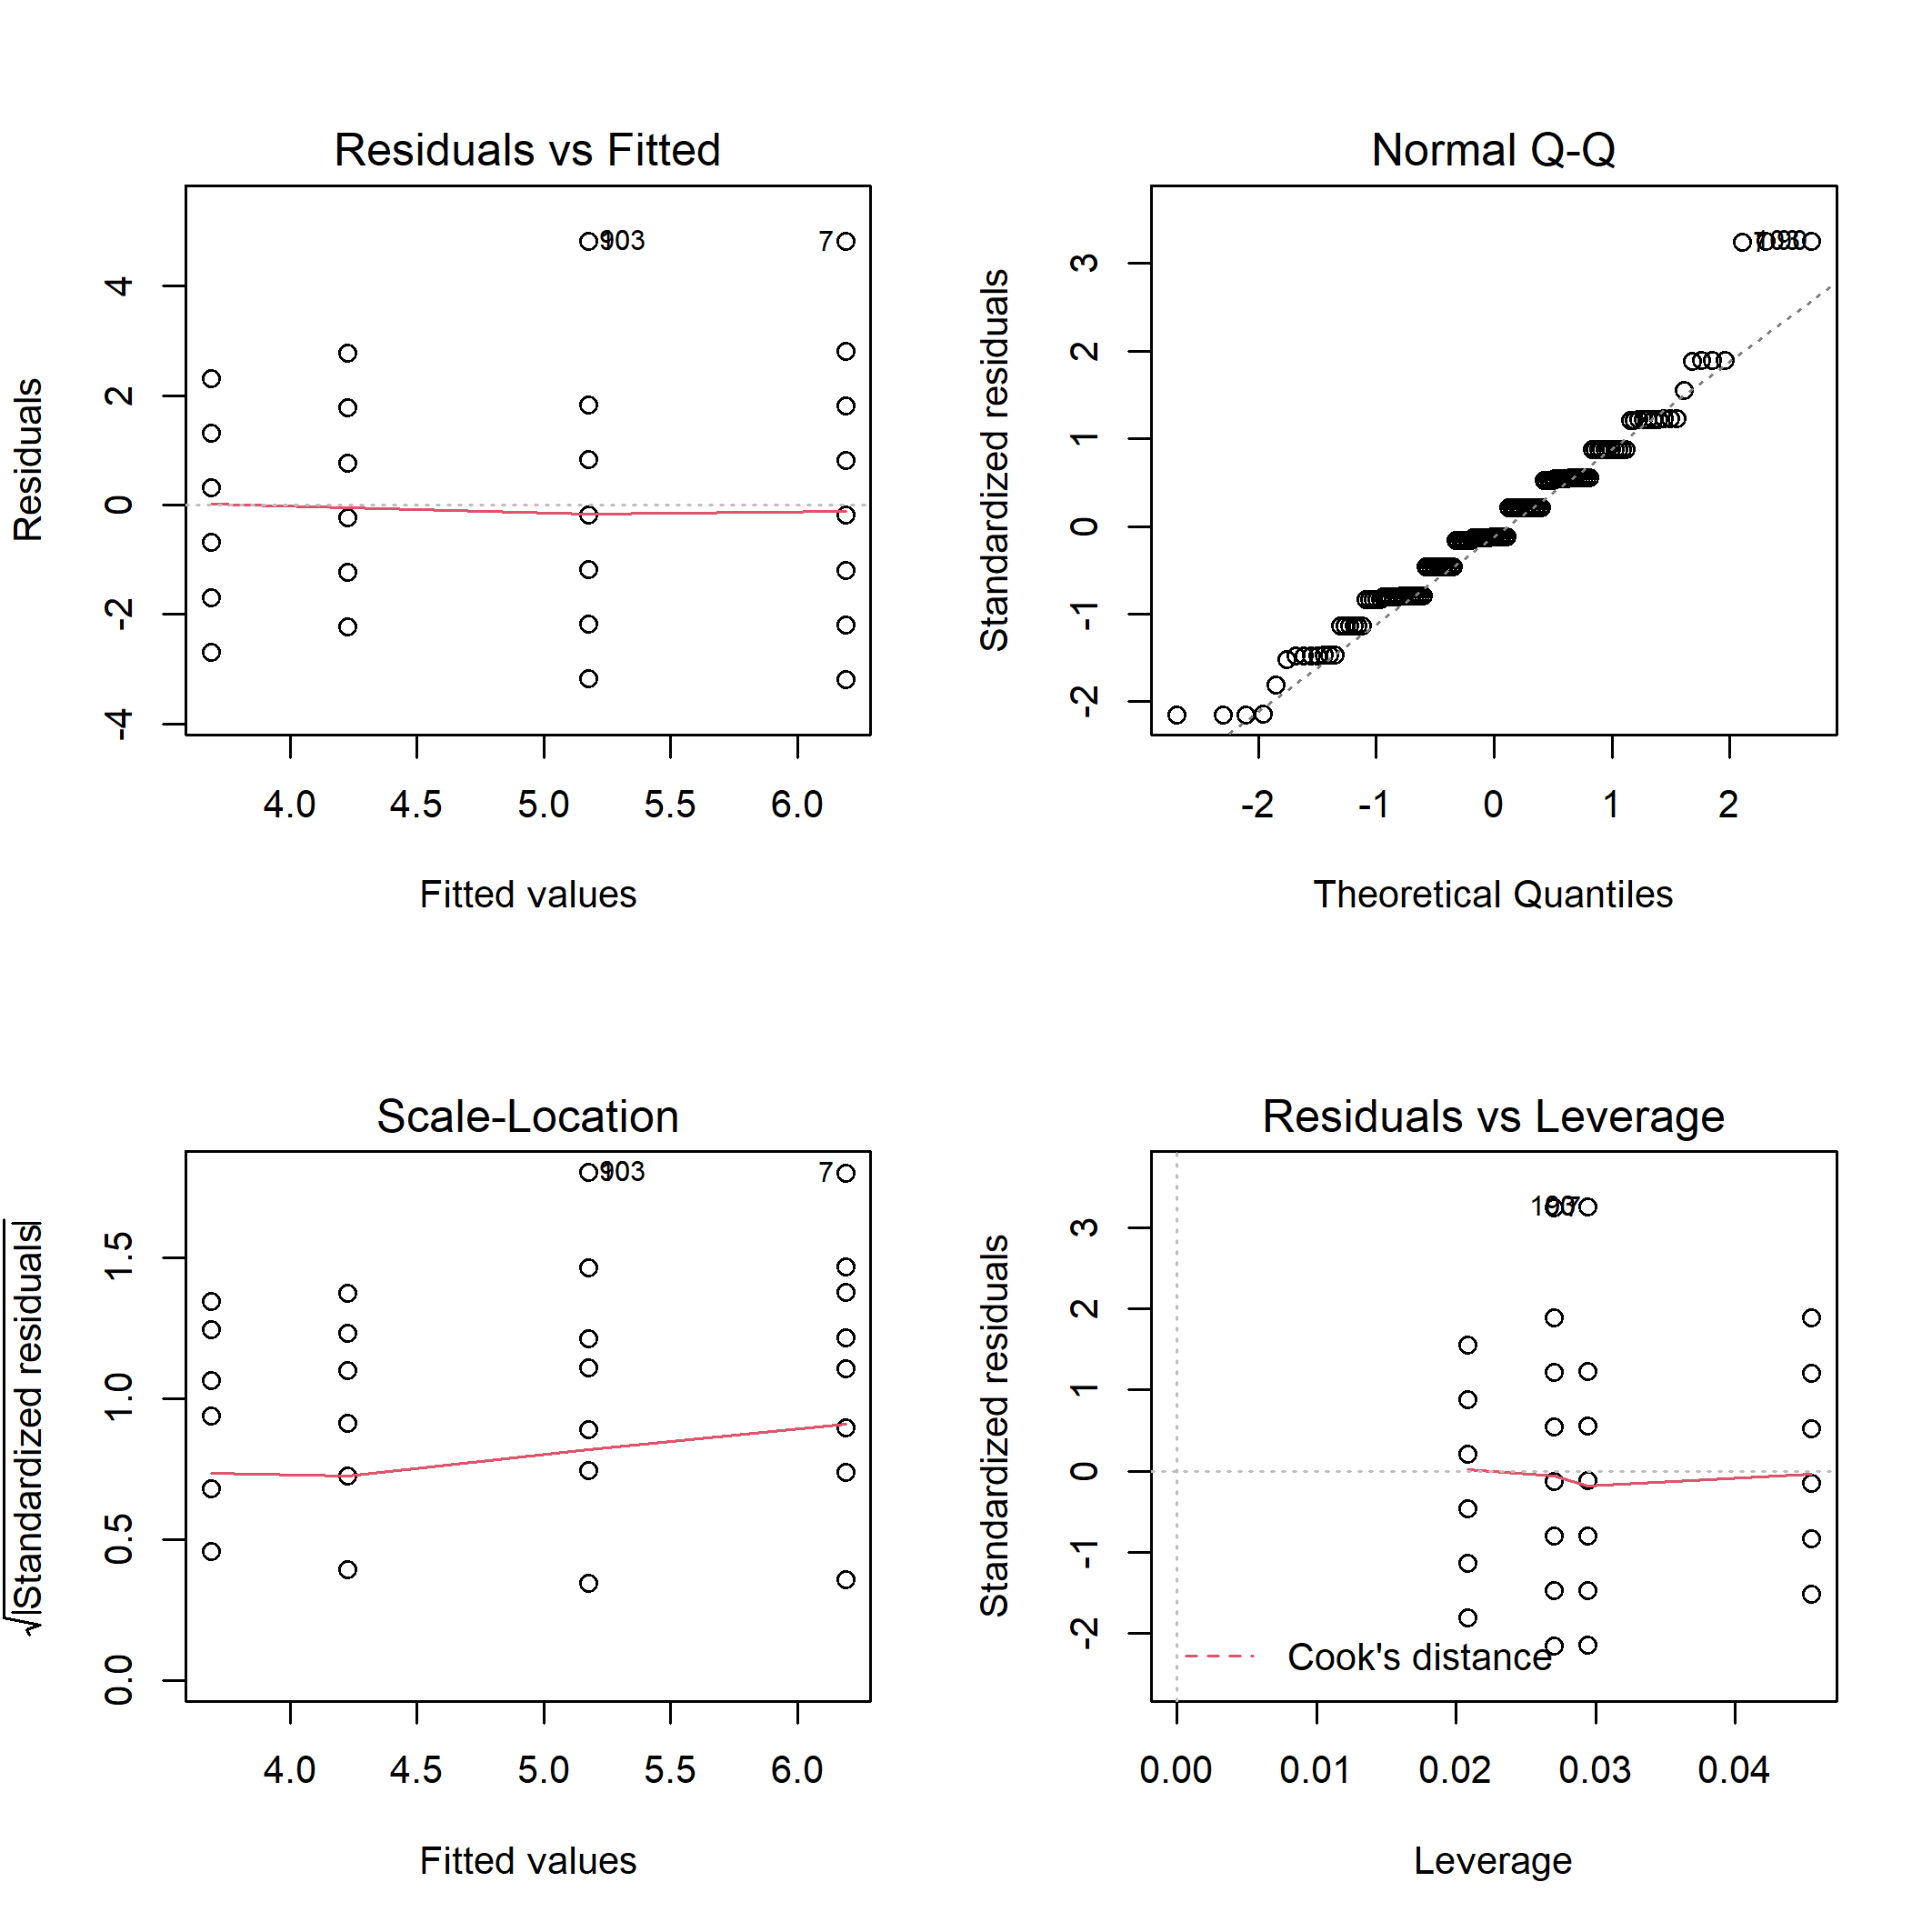 Residuals vs Fitted
Residuals
4
2
0
-2
-4
7
4.0 4.5 5.0 5.5 6.0
Fitted values
Normal Q-Q
Standardized residuals
3
2
1
0
-1
-2
-2 -1 0 1 2
Theoretical Quantiles
Scale-Location
√|Standardized residuals|
1.5
1.0
0.5
0.0
7
4.0 4.5 5.0 5.5 6.0
Fitted values
Residuals vs Leverage
Standardized residuals
3
2
1
0
-1
-2
Cook's distance
0.00 0.01 0.02 0.03 0.04
Leverage